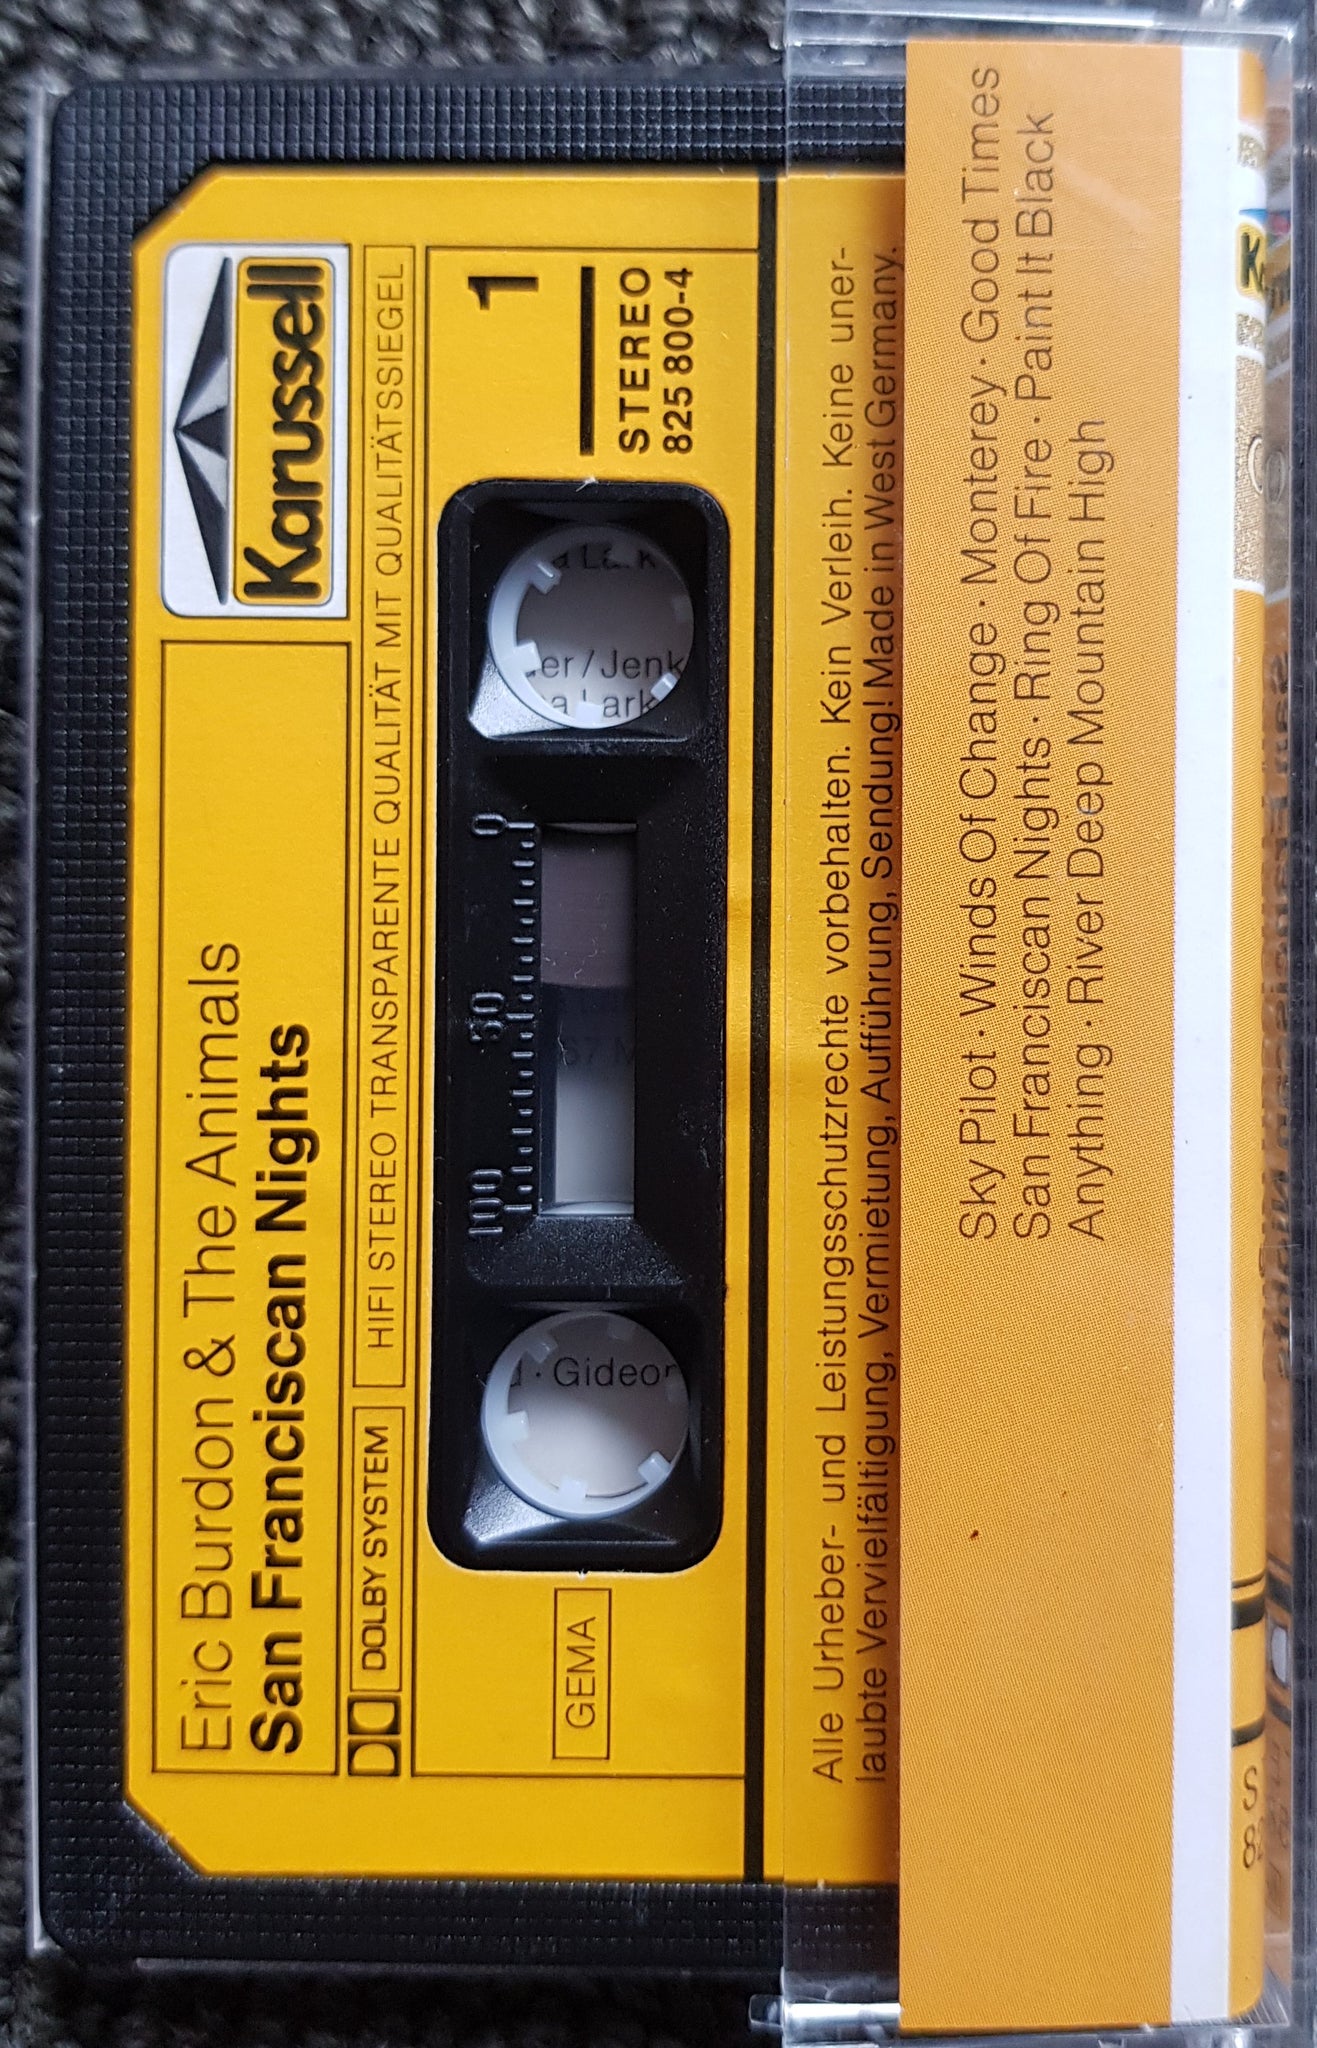 Eric Burdon & The Animals
San Franciscan Nights
Karussell
DOLBY SYSTEM
HIFI STEREO TRANSPARENTE QUALITÄT MIT QUALITÄTSSIEGEL
1
STEREO
825 800-4
100 50 0
GEMA
Gideon
er/Jenk
a Lark
Alle Urheber- und Leistungsschutzrechte vorbehalten. Kein Verleih. Keine uner-
laubte Vervielfältigung, Vermietung, Aufführung, Sendung! Made in West Germany.
Sky Pilot · Winds Of Change · Monterey · Good Times
San Franciscan Nights · Ring Of Fire · Paint It Black
Anything · River Deep Mountain High